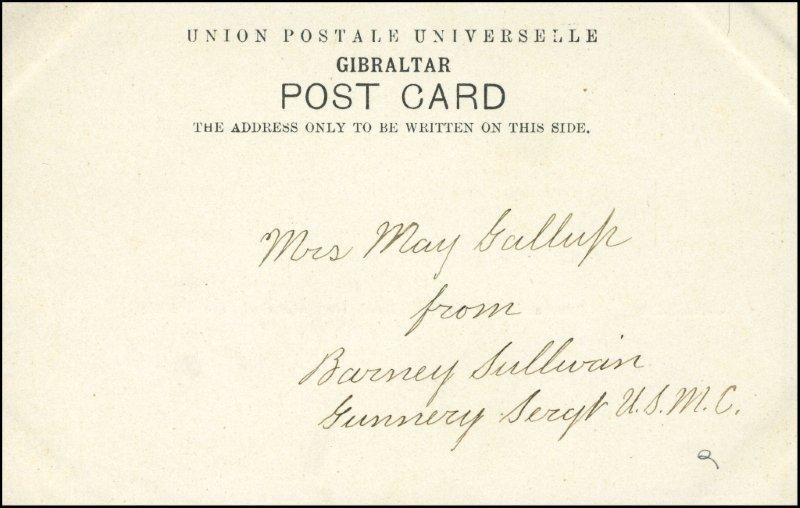 UNION POSTALE UNIVERSELLE
GIBRALTAR
POST CARD
THE ADDRESS ONLY TO BE WRITTEN ON THIS SIDE.
Mrs May Gallup
from
Barney Sullivan
Gunnery Sergt U.S.M.C.